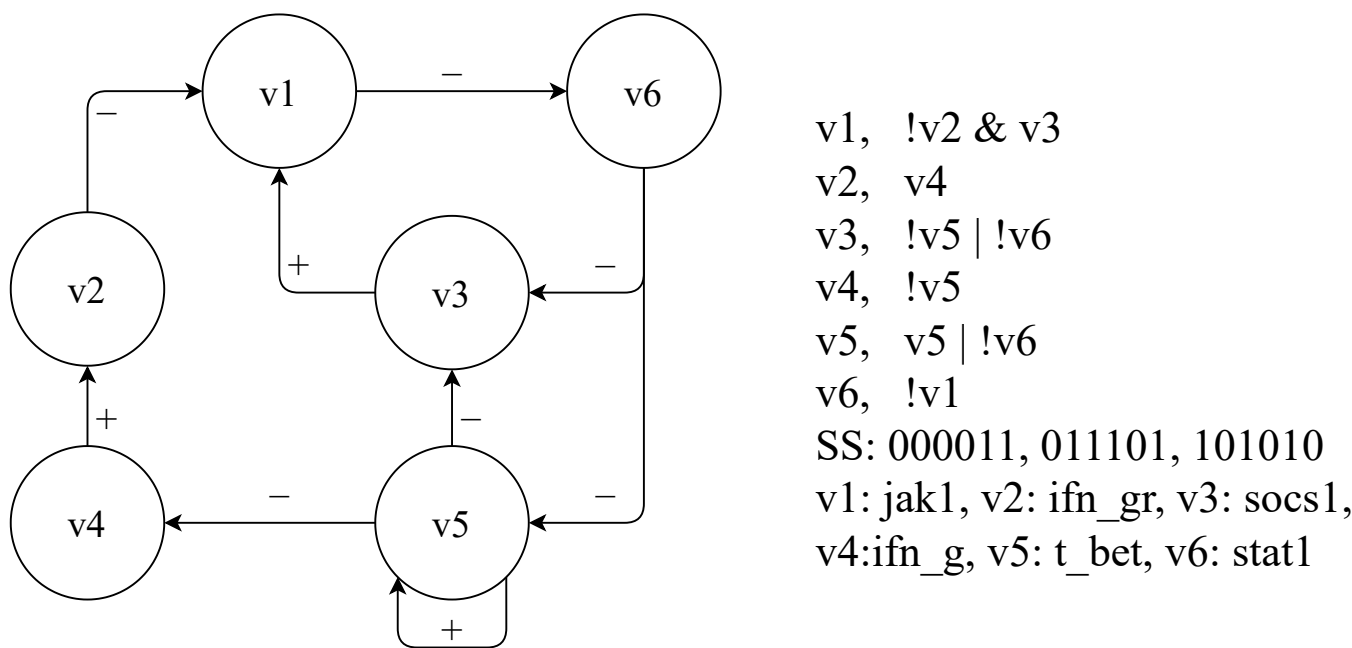 v1
v6
v2
v3
v4
v5
−
−
−
+
−
+
−
−
−
+
v1, !v2 & v3
v2, v4
v3, !v5 | !v6
v4, !v5
v5, v5 | !v6
v6, !v1
SS: 000011, 011101, 101010
v1: jak1, v2: ifn_gr, v3: socs1,
v4:ifn_g, v5: t_bet, v6: stat1